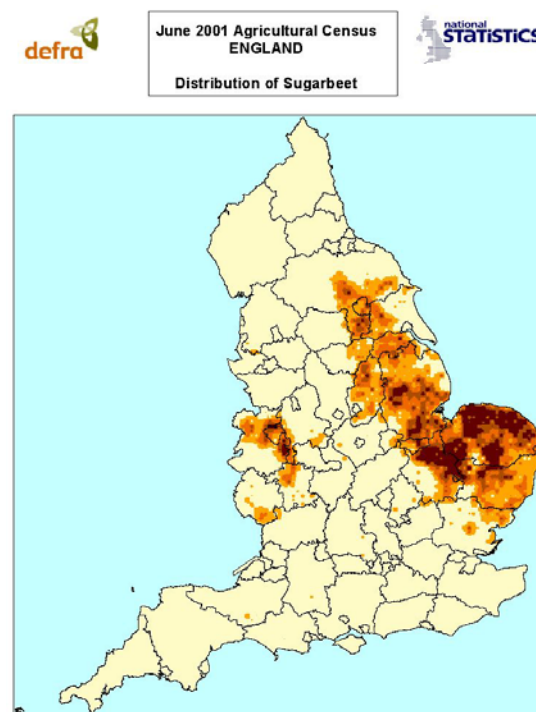 defra
June 2001 Agricultural Census
ENGLAND
Distribution of Sugarbeet
national
STATISTICS